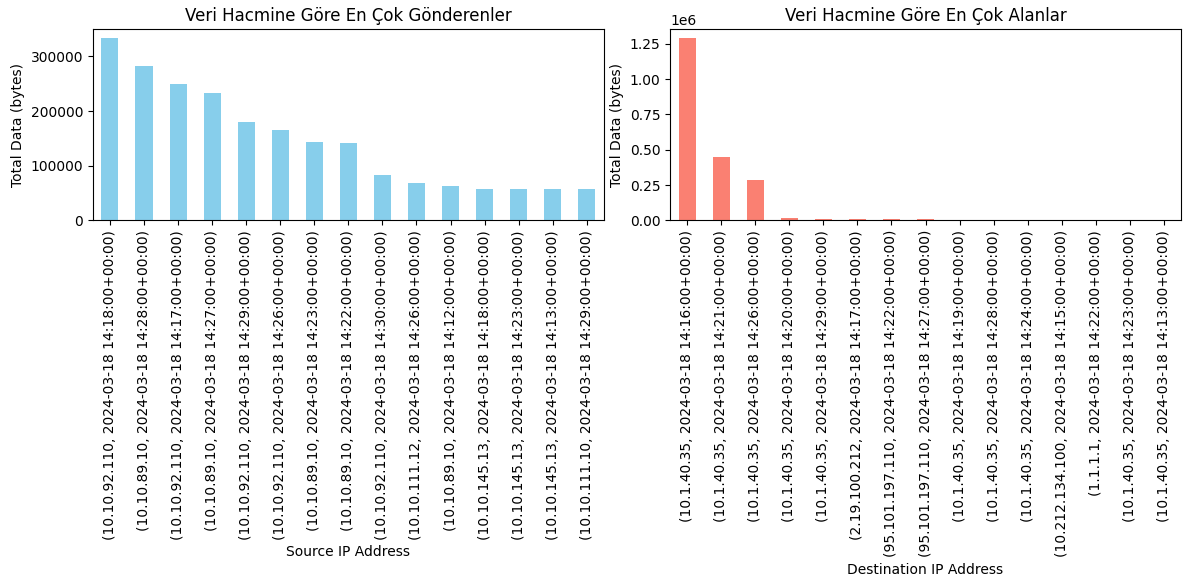 Veri Hacmine Göre En Çok Gönderenler
Total Data (bytes)
300000
200000
100000
0
(10.10.92.110, 2024-03-18 14:18:00+00:00)
(10.10.89.10, 2024-03-18 14:28:00+00:00)
(10.10.92.110, 2024-03-18 14:17:00+00:00)
(10.10.89.10, 2024-03-18 14:27:00+00:00)
(10.10.92.110, 2024-03-18 14:29:00+00:00)
(10.10.92.110, 2024-03-18 14:26:00+00:00)
(10.10.89.10, 2024-03-18 14:23:00+00:00)
(10.10.89.10, 2024-03-18 14:22:00+00:00)
(10.10.92.110, 2024-03-18 14:30:00+00:00)
(10.10.111.12, 2024-03-18 14:26:00+00:00)
(10.10.89.10, 2024-03-18 14:12:00+00:00)
(10.10.145.13, 2024-03-18 14:18:00+00:00)
(10.10.145.13, 2024-03-18 14:23:00+00:00)
(10.10.145.13, 2024-03-18 14:13:00+00:00)
(10.10.111.10, 2024-03-18 14:29:00+00:00)
Source IP Address
Veri Hacmine Göre En Çok Alanlar
1e6
Total Data (bytes)
1.25
1.00
0.75
0.50
0.25
0.00
(10.1.40.35, 2024-03-18 14:16:00+00:00)
(10.1.40.35, 2024-03-18 14:21:00+00:00)
(10.1.40.35, 2024-03-18 14:26:00+00:00)
(10.1.40.35, 2024-03-18 14:20:00+00:00)
(10.1.40.35, 2024-03-18 14:29:00+00:00)
(2.19.100.212, 2024-03-18 14:17:00+00:00)
(95.101.197.110, 2024-03-18 14:22:00+00:00)
(95.101.197.110, 2024-03-18 14:27:00+00:00)
(10.1.40.35, 2024-03-18 14:19:00+00:00)
(10.1.40.35, 2024-03-18 14:28:00+00:00)
(10.1.40.35, 2024-03-18 14:24:00+00:00)
(10.212.134.100, 2024-03-18 14:15:00+00:00)
(1.1.1.1, 2024-03-18 14:22:00+00:00)
(10.1.40.35, 2024-03-18 14:23:00+00:00)
(10.1.40.35, 2024-03-18 14:13:00+00:00)
Destination IP Address